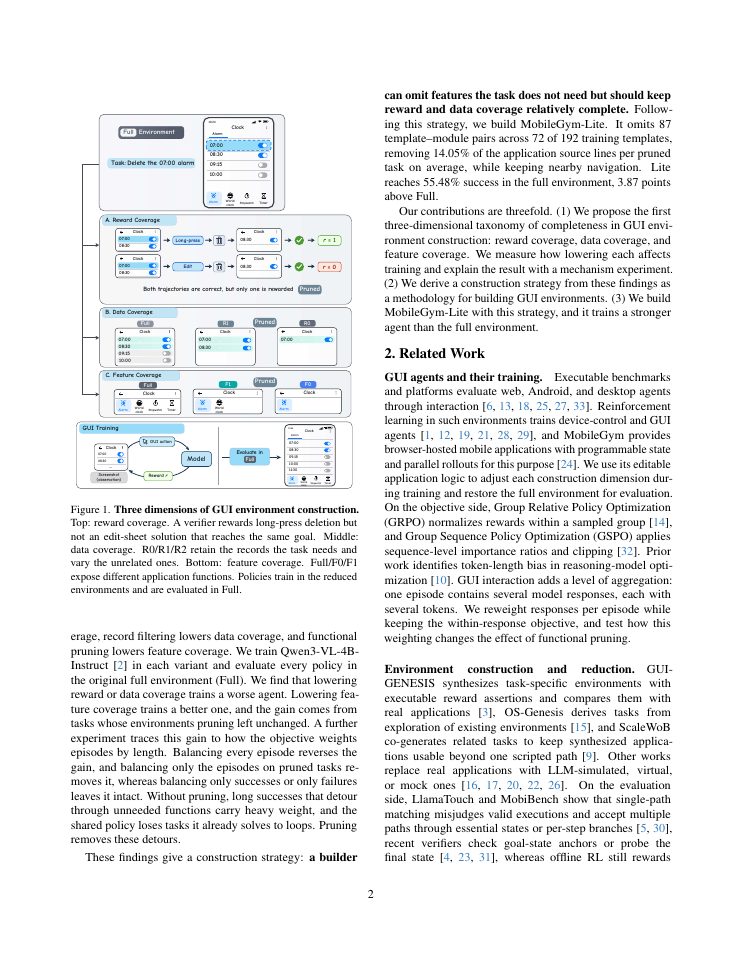 Full Environment
Task: Delete the 07:00 alarm
Clock
Alarm
07:00
08:30
09:15
10:00
Alarm
World clock
Stopwatch
Timer
A. Reward Coverage
Clock
07:00
08:30
Long-press
Clock
08:30
r = 1
Clock
07:00
08:30
Edit
Clock
08:30
r = 0
Both trajectories are correct, but only one is rewarded Pruned
B. Data Coverage
Full
R1
Pruned
R0
Clock
07:00
08:30
09:15
10:00
Clock
07:00
08:30
Clock
07:00
C. Feature Coverage
Full
F1
Pruned
F0
Clock
Alarm
World clock
Stopwatch
Timer
Clock
Alarm
World clock
Clock
Alarm
GUI Training
Clock
07:00
08:30
Screenshot
(observation)
GUI action
Model
Reward r
Evaluate in
Full
Clock
07:00
08:30
09:15
10:00
Figure 1. Three dimensions of GUI environment construction.
Top: reward coverage. A verifier rewards long-press deletion but
not an edit-sheet solution that reaches the same goal. Middle:
data coverage. R0/R1/R2 retain the records the task needs and
vary the unrelated ones. Bottom: feature coverage. Full/F0/F1
expose different application functions. Policies train in the reduced
environments and are evaluated in Full.
erage, record filtering lowers data coverage, and functional
pruning lowers feature coverage. We train Qwen3-VL-4B-
Instruct [2] in each variant and evaluate every policy in
the original full environment (Full). We find that lowering
reward or data coverage trains a worse agent. Lowering fea-
ture coverage trains a better one, and the gain comes from
tasks whose environments pruning left unchanged. A further
experiment traces this gain to how the objective weights
episodes by length. Balancing every episode reverses the
gain, and balancing only the episodes on pruned tasks re-
moves it, whereas balancing only successes or only failures
leaves it intact. Without pruning, long successes that detour
through unneeded functions carry heavy weight, and the
shared policy loses tasks it already solves to loops. Pruning
removes these detours.
These findings give a construction strategy: a builder
can omit features the task does not need but should keep
reward and data coverage relatively complete. Follow-
ing this strategy, we build MobileGym-Lite. It omits 87
template–module pairs across 72 of 192 training templates,
removing 14.05% of the application source lines per pruned
task on average, while keeping nearby navigation. Lite
reaches 55.48% success in the full environment, 3.87 points
above Full.
Our contributions are threefold. (1) We propose the first
three-dimensional taxonomy of completeness in GUI envi-
ronment construction: reward coverage, data coverage, and
feature coverage. We measure how lowering each affects
training and explain the result with a mechanism experiment.
(2) We derive a construction strategy from these findings as
a methodology for building GUI environments. (3) We build
MobileGym-Lite with this strategy, and it trains a stronger
agent than the full environment.
2. Related Work
GUI agents and their training. Executable benchmarks
and platforms evaluate web, Android, and desktop agents
through interaction [6, 13, 18, 25, 27, 33]. Reinforcement
learning in such environments trains device-control and GUI
agents [1, 12, 19, 21, 28, 29], and MobileGym provides
browser-hosted mobile applications with programmable state
and parallel rollouts for this purpose [24]. We use its editable
application logic to adjust each construction dimension dur-
ing training and restore the full environment for evaluation.
On the objective side, Group Relative Policy Optimization
(GRPO) normalizes rewards within a sampled group [14],
and Group Sequence Policy Optimization (GSPO) applies
sequence-level importance ratios and clipping [32]. Prior
work identifies token-length bias in reasoning-model opti-
mization [10]. GUI interaction adds a level of aggregation:
one episode contains several model responses, each with
several tokens. We reweight responses per episode while
keeping the within-response objective, and test how this
weighting changes the effect of functional pruning.
Environment construction and reduction. GUI-
GENESIS synthesizes task-specific environments with
executable reward assertions and compares them with
real applications [3], OS-Genesis derives tasks from
exploration of existing environments [15], and ScaleWoB
co-generates related tasks to keep synthesized applica-
tions usable beyond one scripted path [9]. Other works
replace real applications with LLM-simulated, virtual,
or mock ones [16, 17, 20, 22, 26]. On the evaluation
side, LlamaTouch and MobiBench show that single-path
matching misjudges valid executions and accept multiple
paths through essential states or per-step branches [5, 30],
recent verifiers check goal-state anchors or probe the
final state [4, 23, 31], whereas offline RL still rewards
2